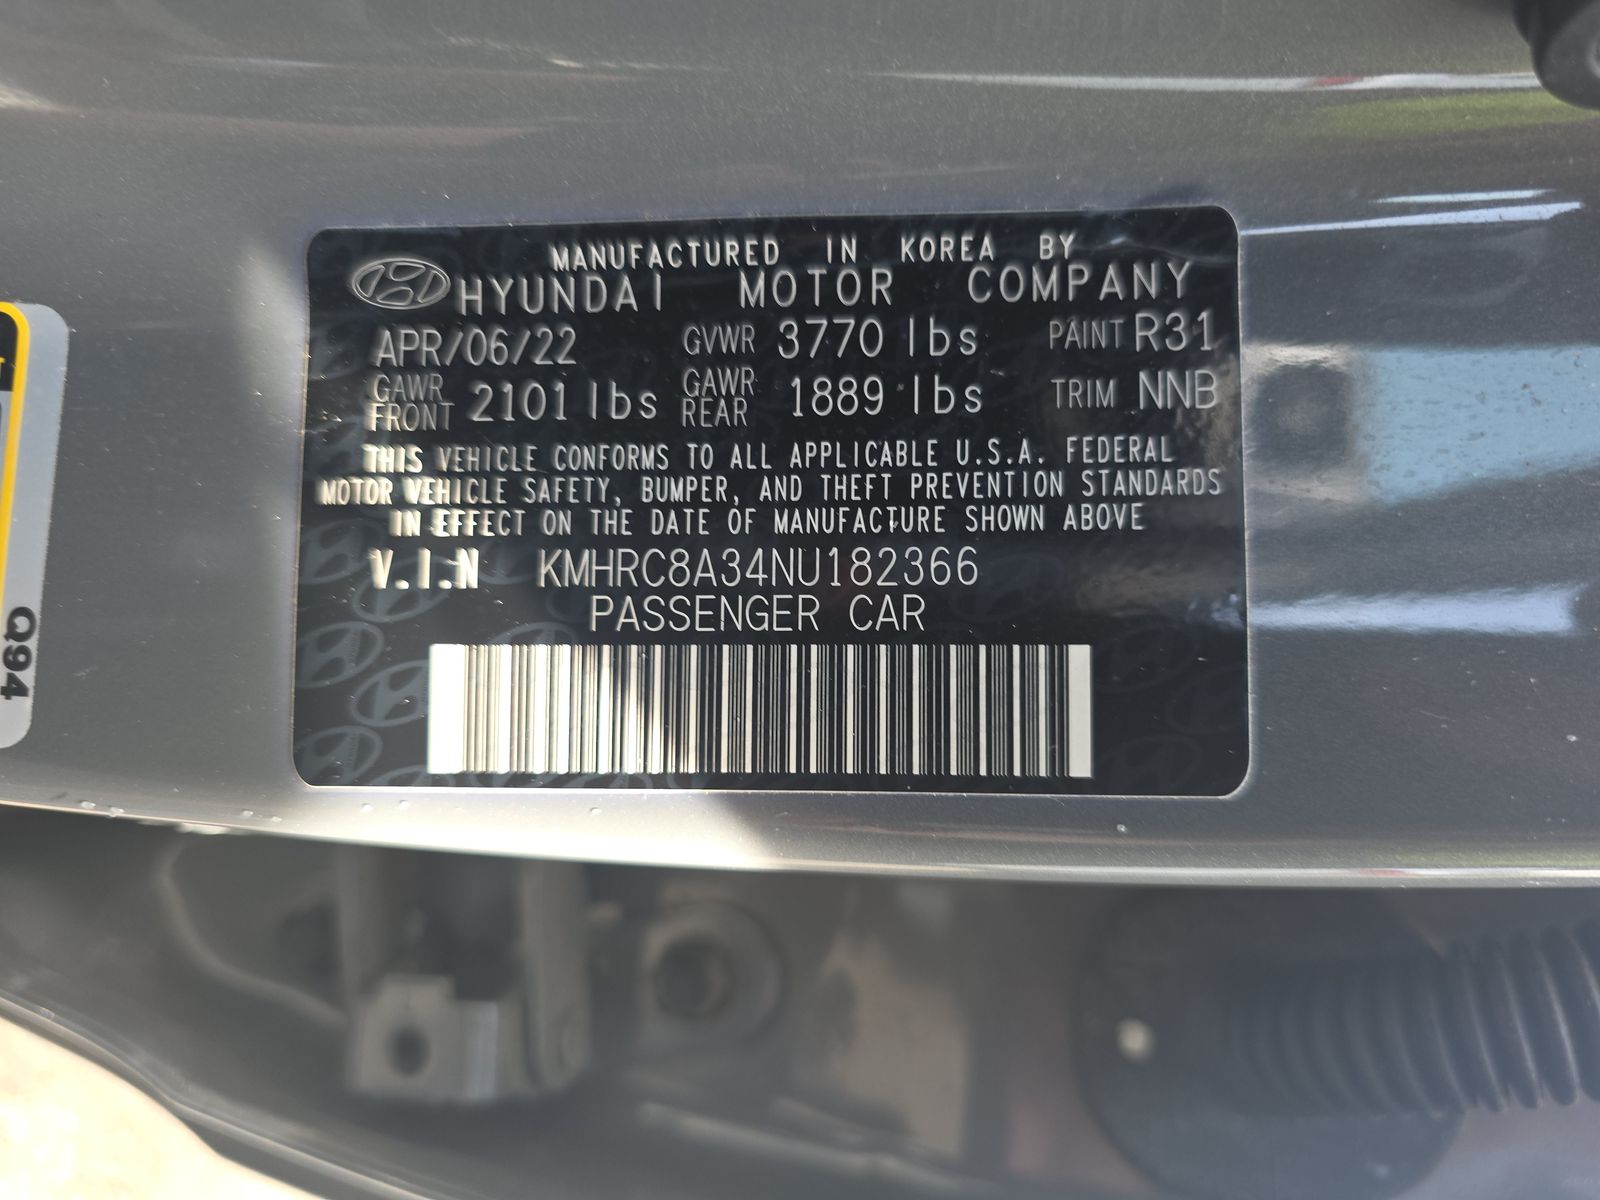 MANUFACTURED IN KOREA BY
HYUNDAI MOTOR COMPANY
APR/06/22 GVWR 3770 lbs PAINT R31
GAWR FRONT 2101 lbs GAWR REAR 1889 lbs TRIM NNB
THIS VEHICLE CONFORMS TO ALL APPLICABLE U.S.A. FEDERAL
MOTOR VEHICLE SAFETY, BUMPER, AND THEFT PREVENTION STANDARDS
IN EFFECT ON THE DATE OF MANUFACTURE SHOWN ABOVE
V.I.N KMHRC8A34NU182366
PASSENGER CAR
Q94